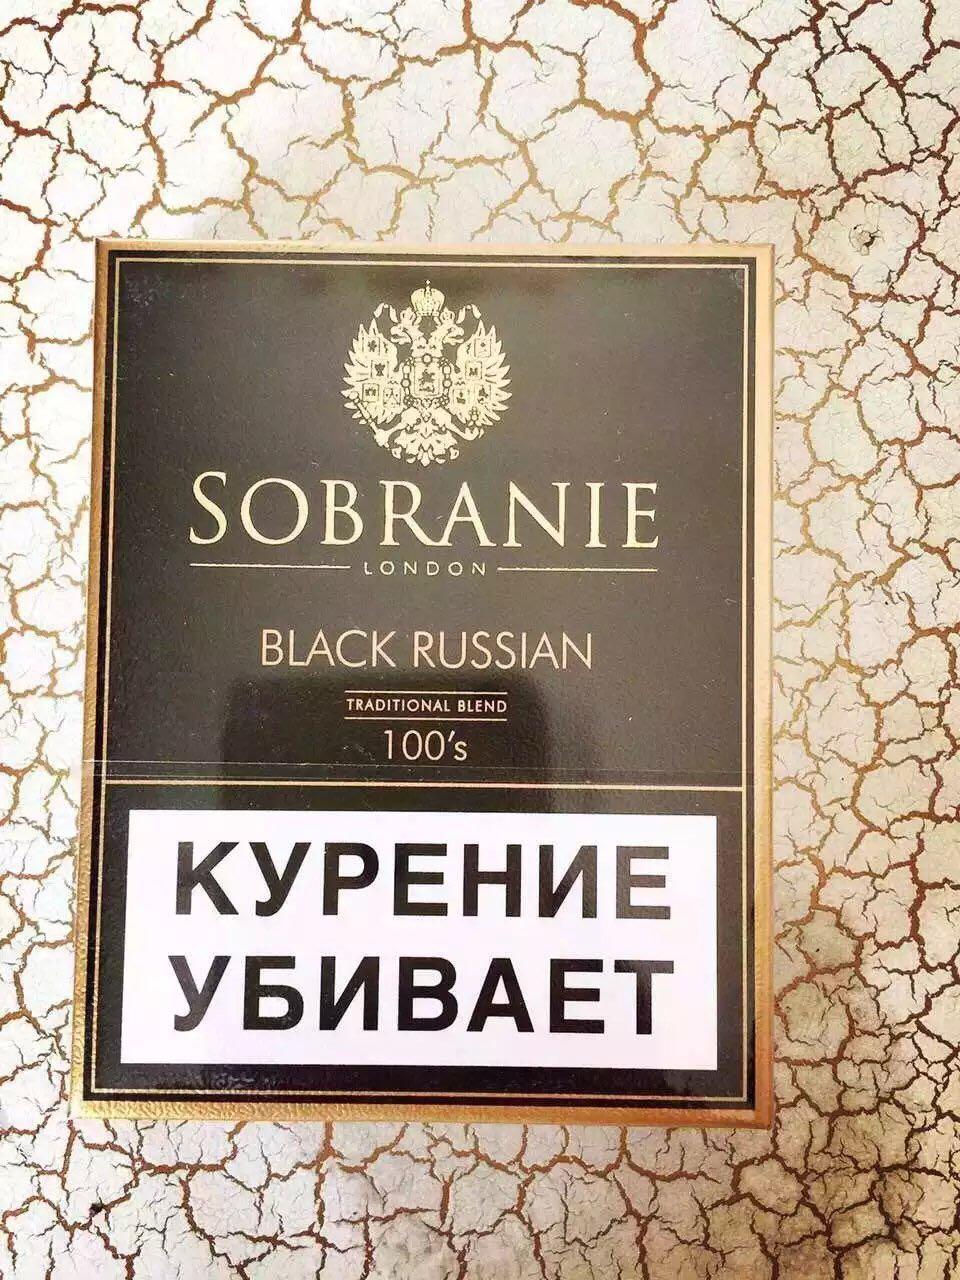 SOBRANIE
LONDON
BLACK RUSSIAN
TRADITIONAL BLEND
100's
КУРЕНИЕ
УБИВАЕТ